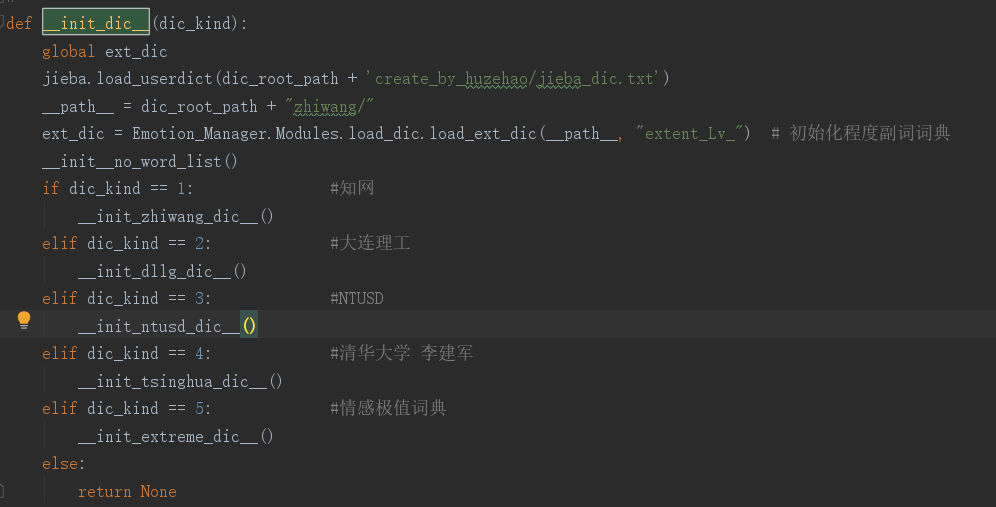 def __init_dic__(dic_kind):
    global ext_dic
    jieba.load_userdict(dic_root_path + 'create_by_huzehao/jieba_dic.txt')
    __path__ = dic_root_path + "zhiwang/"
    ext_dic = Emotion_Manager.Modules.load_dic.load_ext_dic(__path__, "extent_Lv_")  # 初始化程度副词词典
    __init__no_word_list()
    if dic_kind == 1:               #知网
        __init_zhiwang_dic__()
    elif dic_kind == 2:             #大连理工
        __init_dllg_dic__()
    elif dic_kind == 3:             #NTUSD
        __init_ntusd_dic__()
    elif dic_kind == 4:             #清华大学 李建军
        __init_tsinghua_dic__()
    elif dic_kind == 5:             #情感极值词典
        __init_extreme_dic__()
    else:
        return None